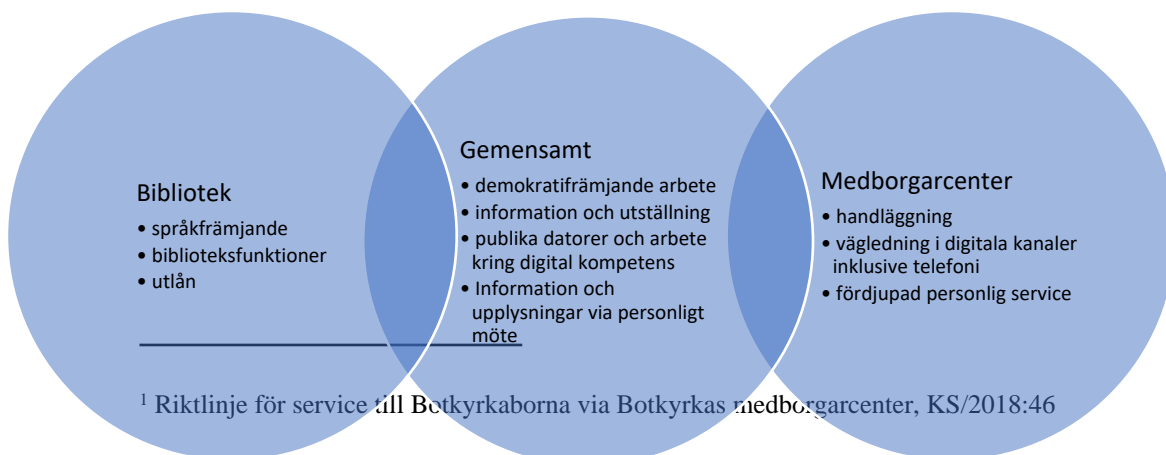 Bibliotek
• språkfrämjande
• biblioteksfunktioner
• utlån
Gemensamt
• demokratifrämjande arbete
• information och utställning
• publika datorer och arbete
kring digital kompetens
• Information och
upplysningar via personligt
möte
Medborgarcenter
• handläggning
• vägledning i digitala kanaler
inklusive telefoni
• fördjupad personlig service
1 Riktlinje för service till Botkyrkaborna via Botkyrkas medborgarcenter, KS/2018:46